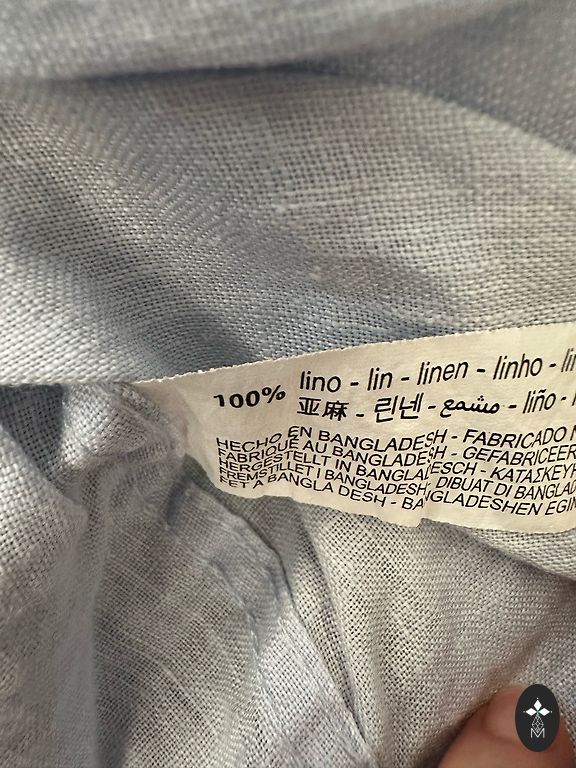 100% lino - lin - linen - linho -
亚麻 - 린넨 - مشمع - liño -
HECHO EN BANGLADESH - FABRICADO
FABRIQUÉ AU BANGLADESH - GEFABRICEER
HERGESTELLT IN BANGLADESCH - ΚΑΤΑΣΚΕΥ
FREMSTILLET I BANGLADESH - DIBUAT DI BANGLAD
FET A BANGLA DESH - BANGLADESHEN EGIN